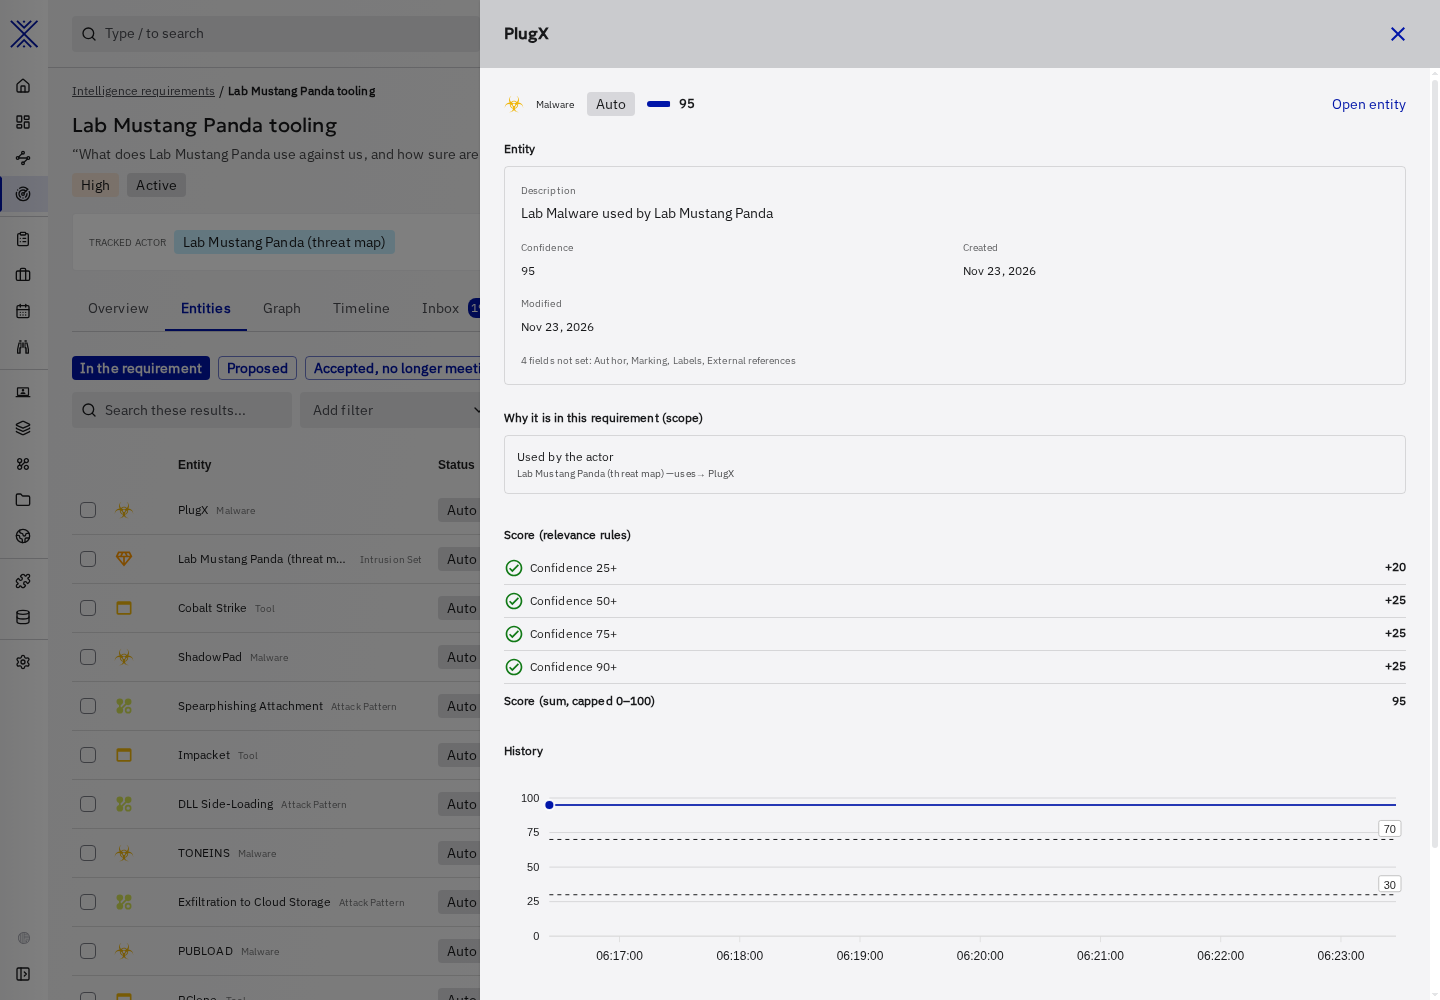 Type / to search
Intelligence requirements / Lab Mustang Panda tooling
Lab Mustang Panda tooling
“What does Lab Mustang Panda use against us, and how sure are
High
Active
TRACKED ACTOR
Lab Mustang Panda (threat map)
Overview
Entities
Graph
Timeline
Inbox
In the requirement
Proposed
Accepted, no longer meeti
Search these results...
Add filter
Entity
Status
PlugX Malware Auto
Lab Mustang Panda (threat m... Intrusion Set Auto
Cobalt Strike Tool Auto
ShadowPad Malware Auto
Spearphishing Attachment Attack Pattern Auto
Impacket Tool Auto
DLL Side-Loading Attack Pattern Auto
TONEINS Malware Auto
Exfiltration to Cloud Storage Attack Pattern Auto
PUBLOAD Malware Auto
PlugX
Malware
Auto
95
Open entity
Entity
Description
Lab Malware used by Lab Mustang Panda
Confidence
95
Created
Nov 23, 2026
Modified
Nov 23, 2026
4 fields not set: Author, Marking, Labels, External references
Why it is in this requirement (scope)
Used by the actor
Lab Mustang Panda (threat map) —uses→ PlugX
Score (relevance rules)
Confidence 25+ +20
Confidence 50+ +25
Confidence 75+ +25
Confidence 90+ +25
Score (sum, capped 0–100) 95
History
100
75
70
50
30
25
0
06:17:00 06:18:00 06:19:00 06:20:00 06:21:00 06:22:00 06:23:00